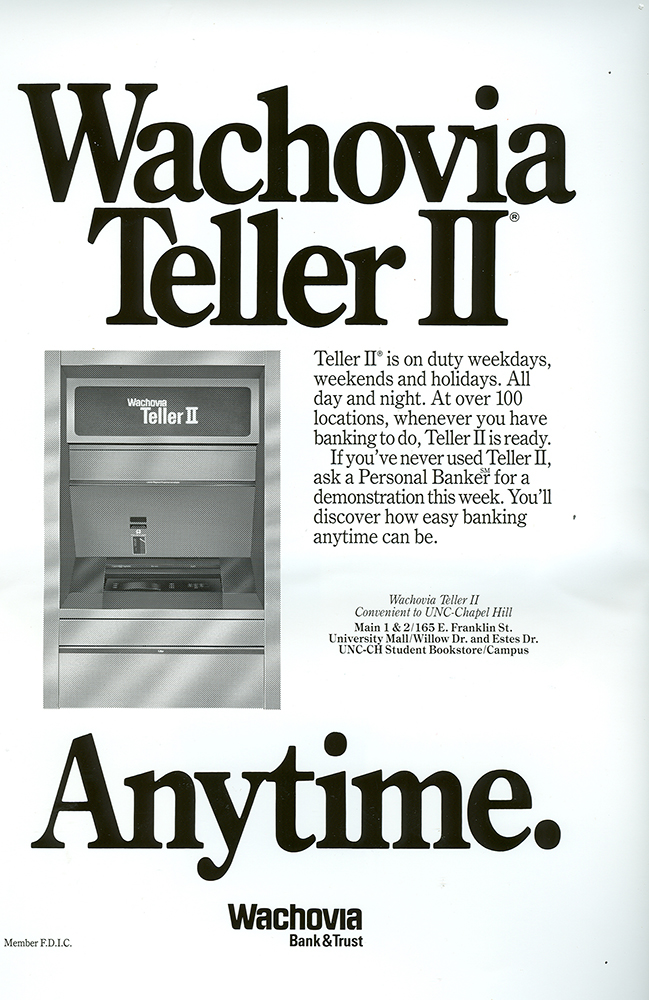 Wachovia
Teller II®
Wachovia
Teller II
Teller II® is on duty weekdays,
weekends and holidays. All
day and night. At over 100
locations, whenever you have
banking to do, Teller II is ready.
If you've never used Teller II,
ask a Personal Banker℠ for a
demonstration this week. You'll
discover how easy banking
anytime can be.
Wachovia Teller II
Convenient to UNC-Chapel Hill
Main 1 & 2/165 E. Franklin St.
University Mall/Willow Dr. and Estes Dr.
UNC-CH Student Bookstore/Campus
Anytime.
Wachovia
Bank & Trust
Member F.D.I.C.